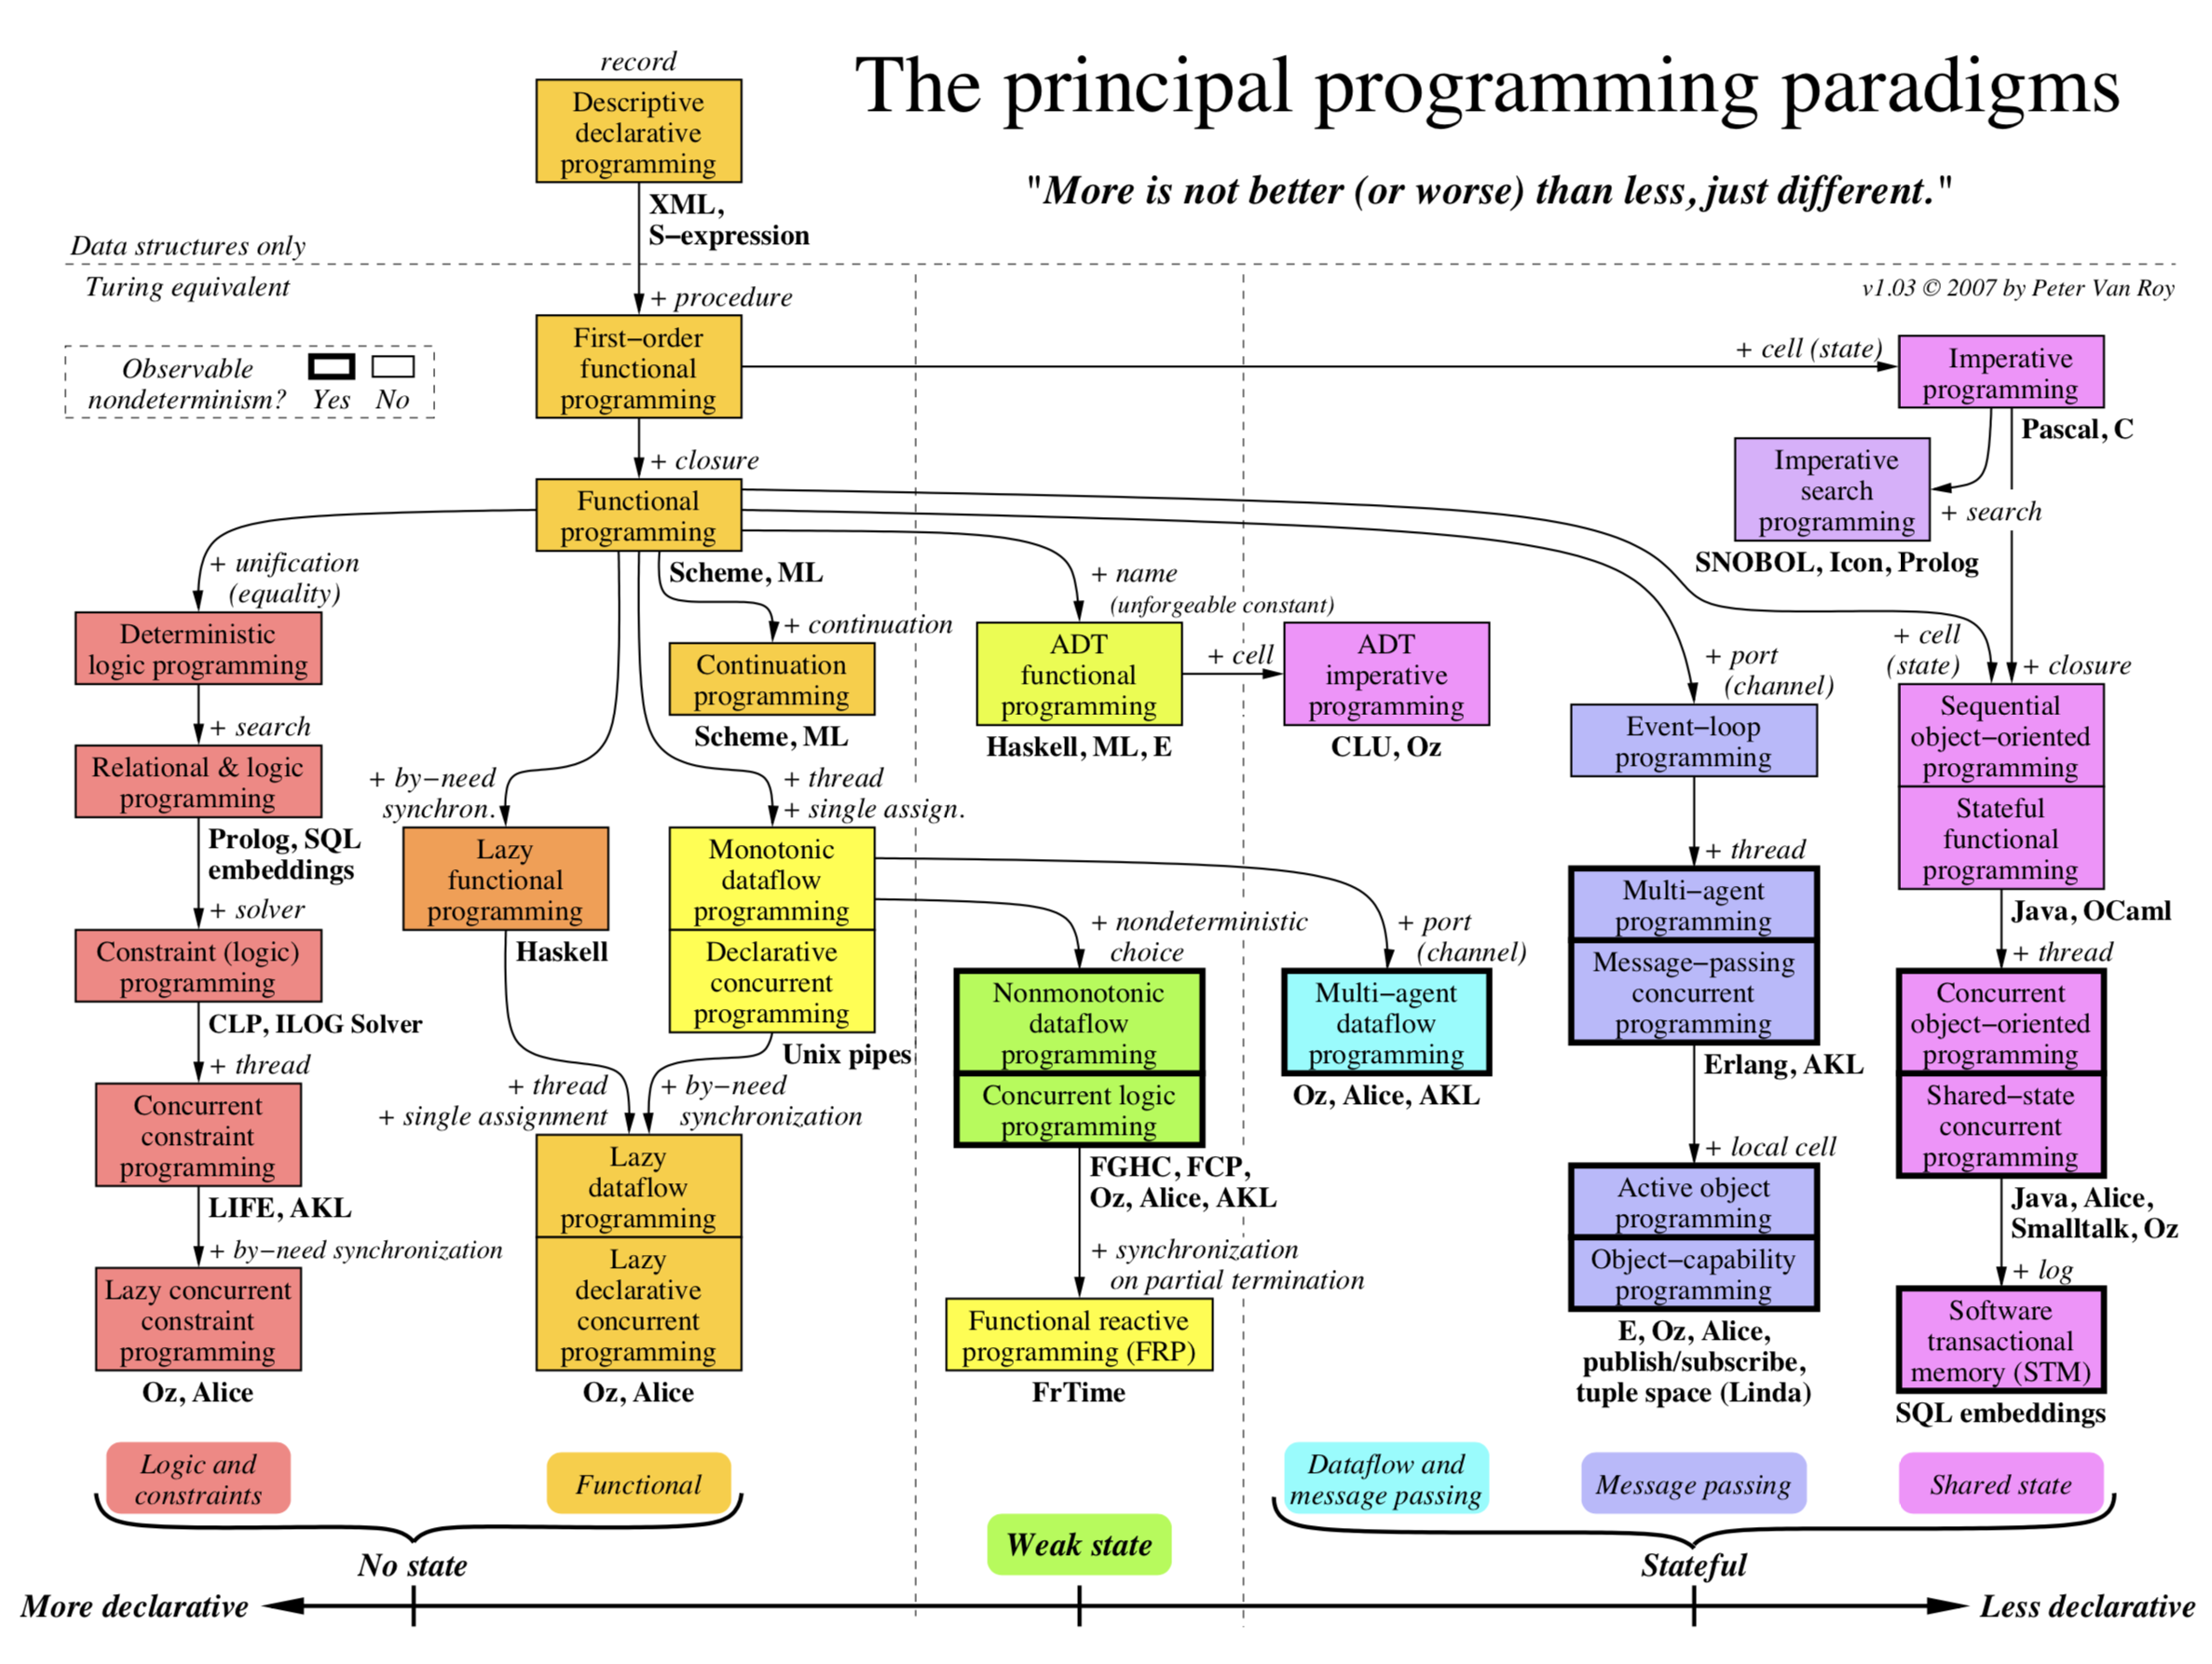 The principal programming paradigms
"More is not better (or worse) than less, just different."
v1.03 © 2007 by Peter Van Roy
record
Descriptive
declarative
programming
XML,
S−expression
Data structures only
Turing equivalent
Observable
nondeterminism? Yes No
+ procedure
First−order
functional
programming
+ cell (state)
Imperative
programming
Pascal, C
Imperative
search
programming
+ search
SNOBOL, Icon, Prolog
+ closure
Functional
programming
Scheme, ML
+ unification
(equality)
Deterministic
logic programming
+ search
Relational & logic
programming
Prolog, SQL
embeddings
+ solver
Constraint (logic)
programming
CLP, ILOG Solver
+ thread
Concurrent
constraint
programming
LIFE, AKL
+ by−need synchronization
Lazy concurrent
constraint
programming
Oz, Alice
+ continuation
Continuation
programming
Scheme, ML
+ by−need
synchron.
Lazy
functional
programming
Haskell
+ thread
+ single assign.
Monotonic
dataflow
programming
Declarative
concurrent
programming
Unix pipes
+ thread
+ single assignment
+ by−need
synchronization
Lazy
dataflow
programming
Lazy
declarative
concurrent
programming
Oz, Alice
+ name
(unforgeable constant)
ADT
functional
programming
Haskell, ML, E
+ cell
ADT
imperative
programming
CLU, Oz
+ nondeterministic
choice
Nonmonotonic
dataflow
programming
Concurrent logic
programming
FGHC, FCP,
Oz, Alice, AKL
+ synchronization
on partial termination
Functional reactive
programming (FRP)
FrTime
+ port
(channel)
Multi−agent
dataflow
programming
Oz, Alice, AKL
+ port
(channel)
Event−loop
programming
+ thread
Multi−agent
programming
Message−passing
concurrent
programming
Erlang, AKL
+ local cell
Active object
programming
Object−capability
programming
E, Oz, Alice,
publish/subscribe,
tuple space (Linda)
+ cell
(state)
+ closure
Sequential
object−oriented
programming
Stateful
functional
programming
Java, OCaml
+ thread
Concurrent
object−oriented
programming
Shared−state
concurrent
programming
Java, Alice,
Smalltalk, Oz
+ log
Software
transactional
memory (STM)
SQL embeddings
Logic and
constraints
Functional
Dataflow and
message passing
Message passing
Shared state
No state
Weak state
Stateful
More declarative
Less declarative